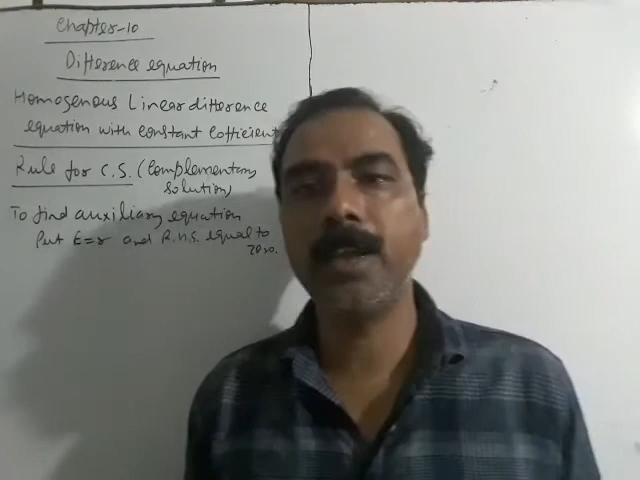 Chapter-10
Difference equation
Homogenous Linear difference
equation with constant Cofficient
Rule for C.S. (Complementary
solution)
To find auxiliary equation
Put E=r and R.H.S. equal to
zero.